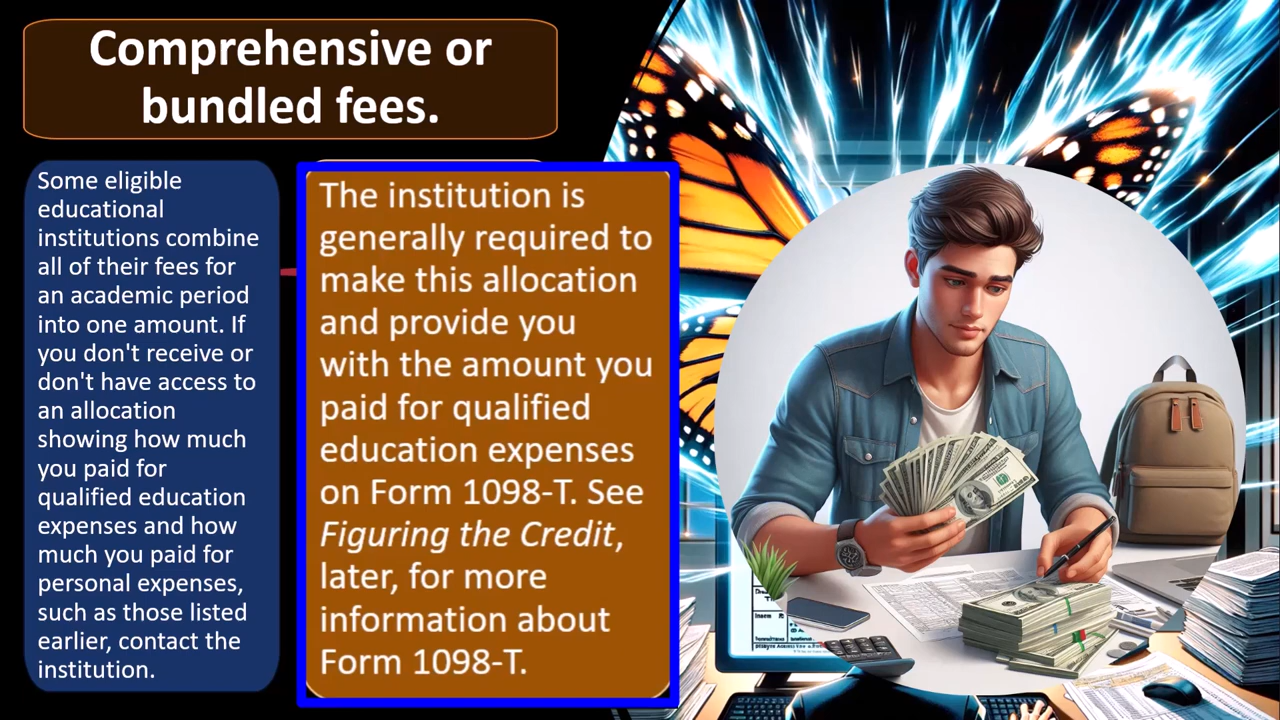 Comprehensive or
bundled fees.
Some eligible
educational
institutions combine
all of their fees for
an academic period
into one amount. If
you don't receive or
don't have access to
an allocation
showing how much
you paid for
qualified education
expenses and how
much you paid for
personal expenses,
such as those listed
earlier, contact the
institution.
The institution is
generally required to
make this allocation
and provide you
with the amount you
paid for qualified
education expenses
on Form 1098-T. See
Figuring the Credit,
later, for more
information about
Form 1098-T.